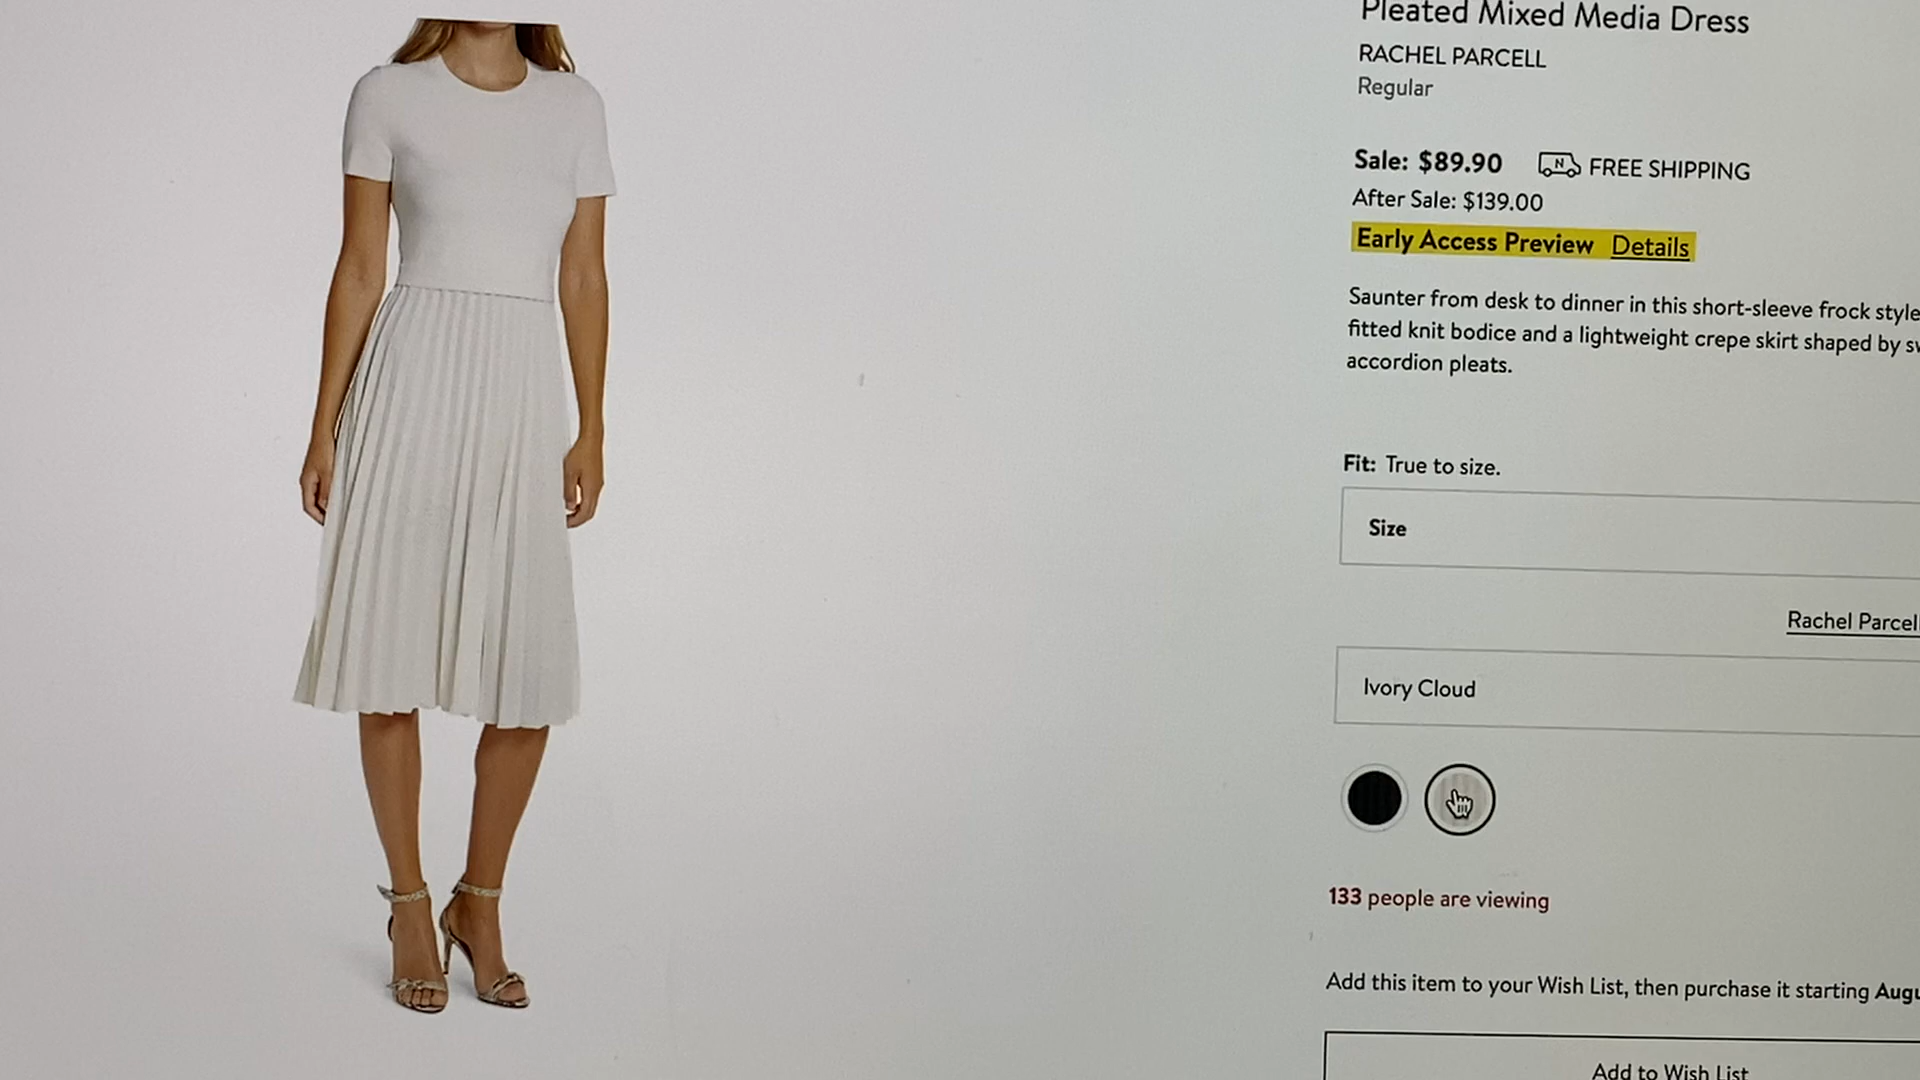 Pleated Mixed Media Dress
RACHEL PARCELL
Regular
Sale: $89.90 N FREE SHIPPING
After Sale: $139.00
Early Access Preview Details
Saunter from desk to dinner in this short-sleeve frock style
fitted knit bodice and a lightweight crepe skirt shaped by
accordion pleats.
Fit: True to size.
Size
Rachel Parcell
Ivory Cloud
133 people are viewing
Add this item to your Wish List, then purchase it starting
Add to Wish List